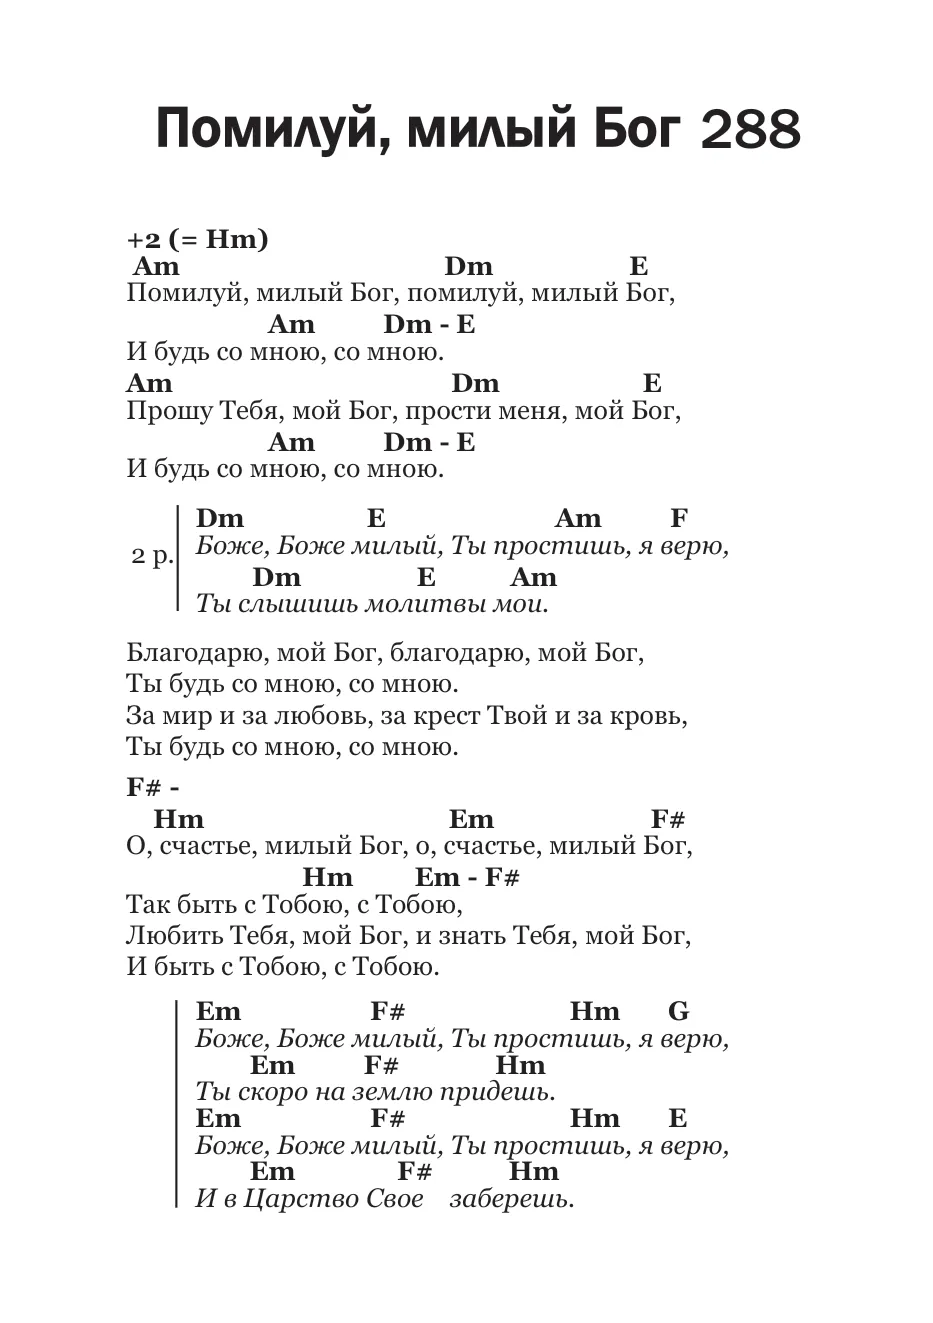 Помилуй, милый Бог 288
+2 (= Hm)
Am Dm E
Помилуй, милый Бог, помилуй, милый Бог,
Am Dm - E
И будь со мною, со мною.
Am Dm E
Прошу Тебя, мой Бог, прости меня, мой Бог,
Am Dm - E
И будь со мною, со мною.
Dm E Am F
Боже, Боже милый, Ты простишь, я верю,
2 р.
Dm E Am
Ты слышишь молитвы мои.
Благодарю, мой Бог, благодарю, мой Бог,
Ты будь со мною, со мною.
За мир и за любовь, за крест Твой и за кровь,
Ты будь со мною, со мною.
F# -
Hm Em F#
О, счастье, милый Бог, о, счастье, милый Бог,
Hm Em - F#
Так быть с Тобою, с Тобою,
Любить Тебя, мой Бог, и знать Тебя, мой Бог,
И быть с Тобою, с Тобою.
Em F# Hm G
Боже, Боже милый, Ты простишь, я верю,
Em F# Hm
Ты скоро на землю придешь.
Em F# Hm E
Боже, Боже милый, Ты простишь, я верю,
Em F# Hm
И в Царство Свое заберешь.